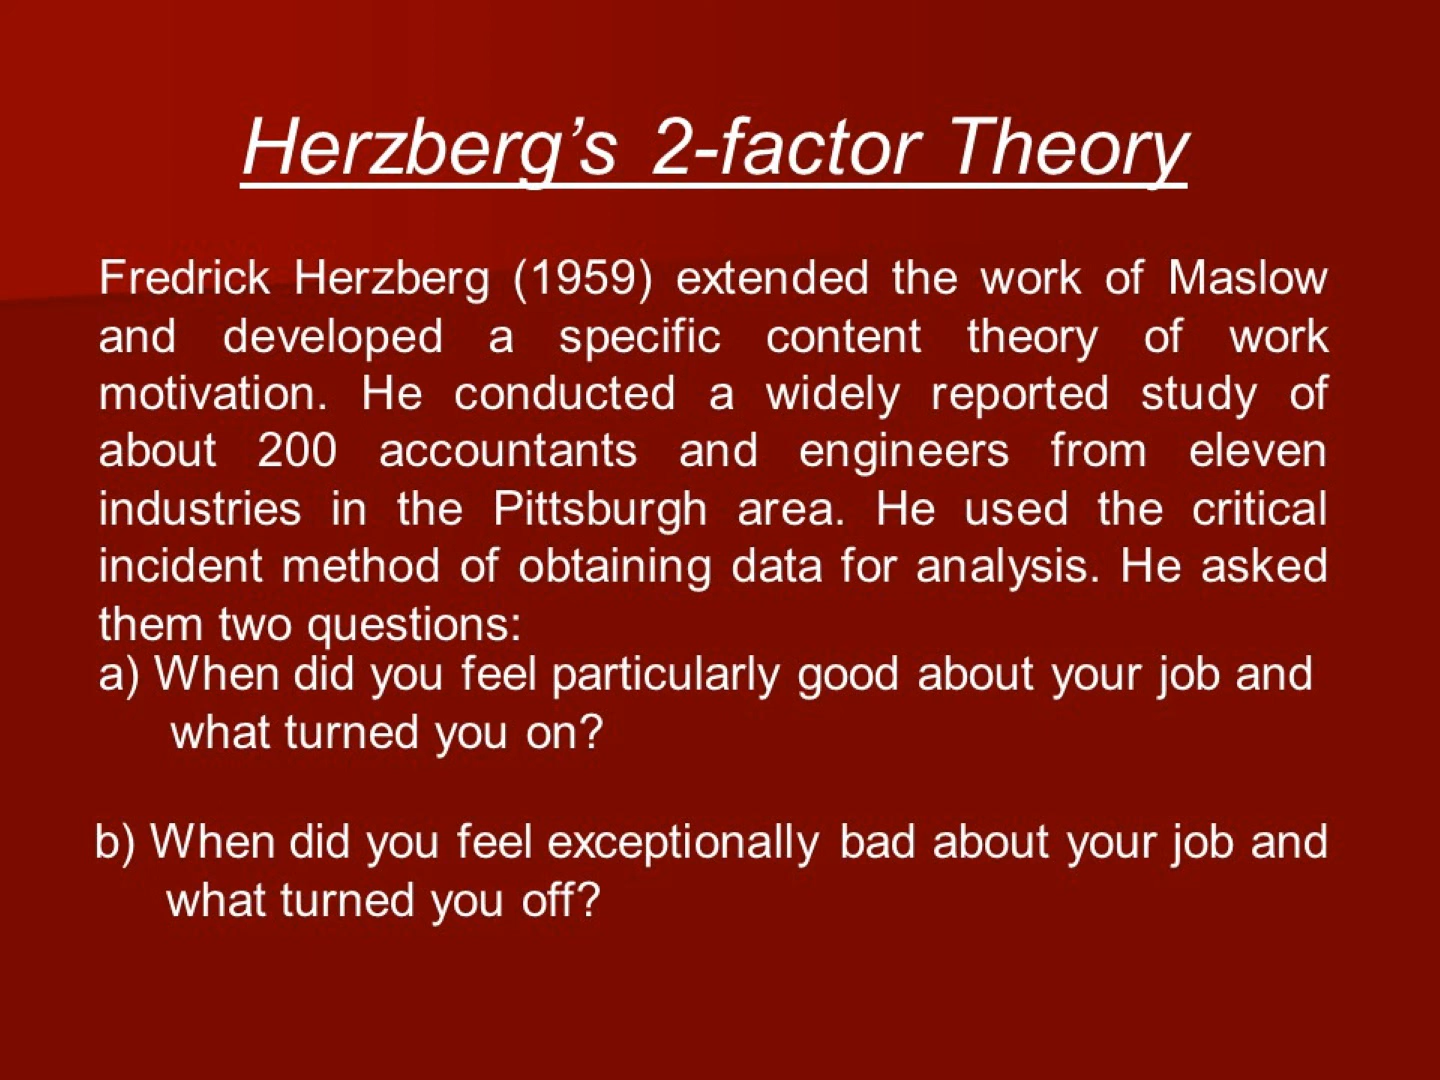 Herzberg’s 2-factor Theory
Fredrick Herzberg (1959) extended the work of Maslow
and developed a specific content theory of work
motivation. He conducted a widely reported study of
about 200 accountants and engineers from eleven
industries in the Pittsburgh area. He used the critical
incident method of obtaining data for analysis. He asked
them two questions:
a) When did you feel particularly good about your job and
what turned you on?
b) When did you feel exceptionally bad about your job and
what turned you off?